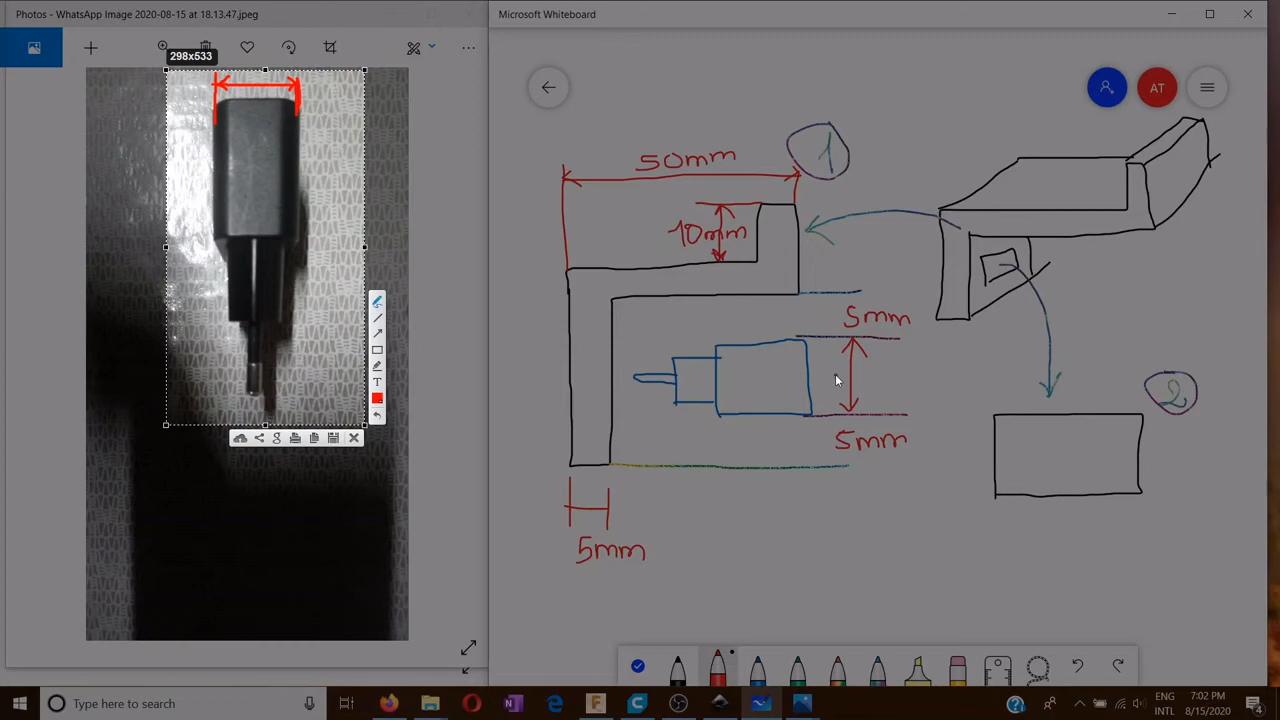 Photos - WhatsApp Image 2020-08-15 at 18.13.47.jpeg
Microsoft Whiteboard
298x533
AT
1
50mm
10mm
5mm
5mm
2
5mm
T
g
Type here to search
ENG
INTL
7:02 PM
8/15/2020
4